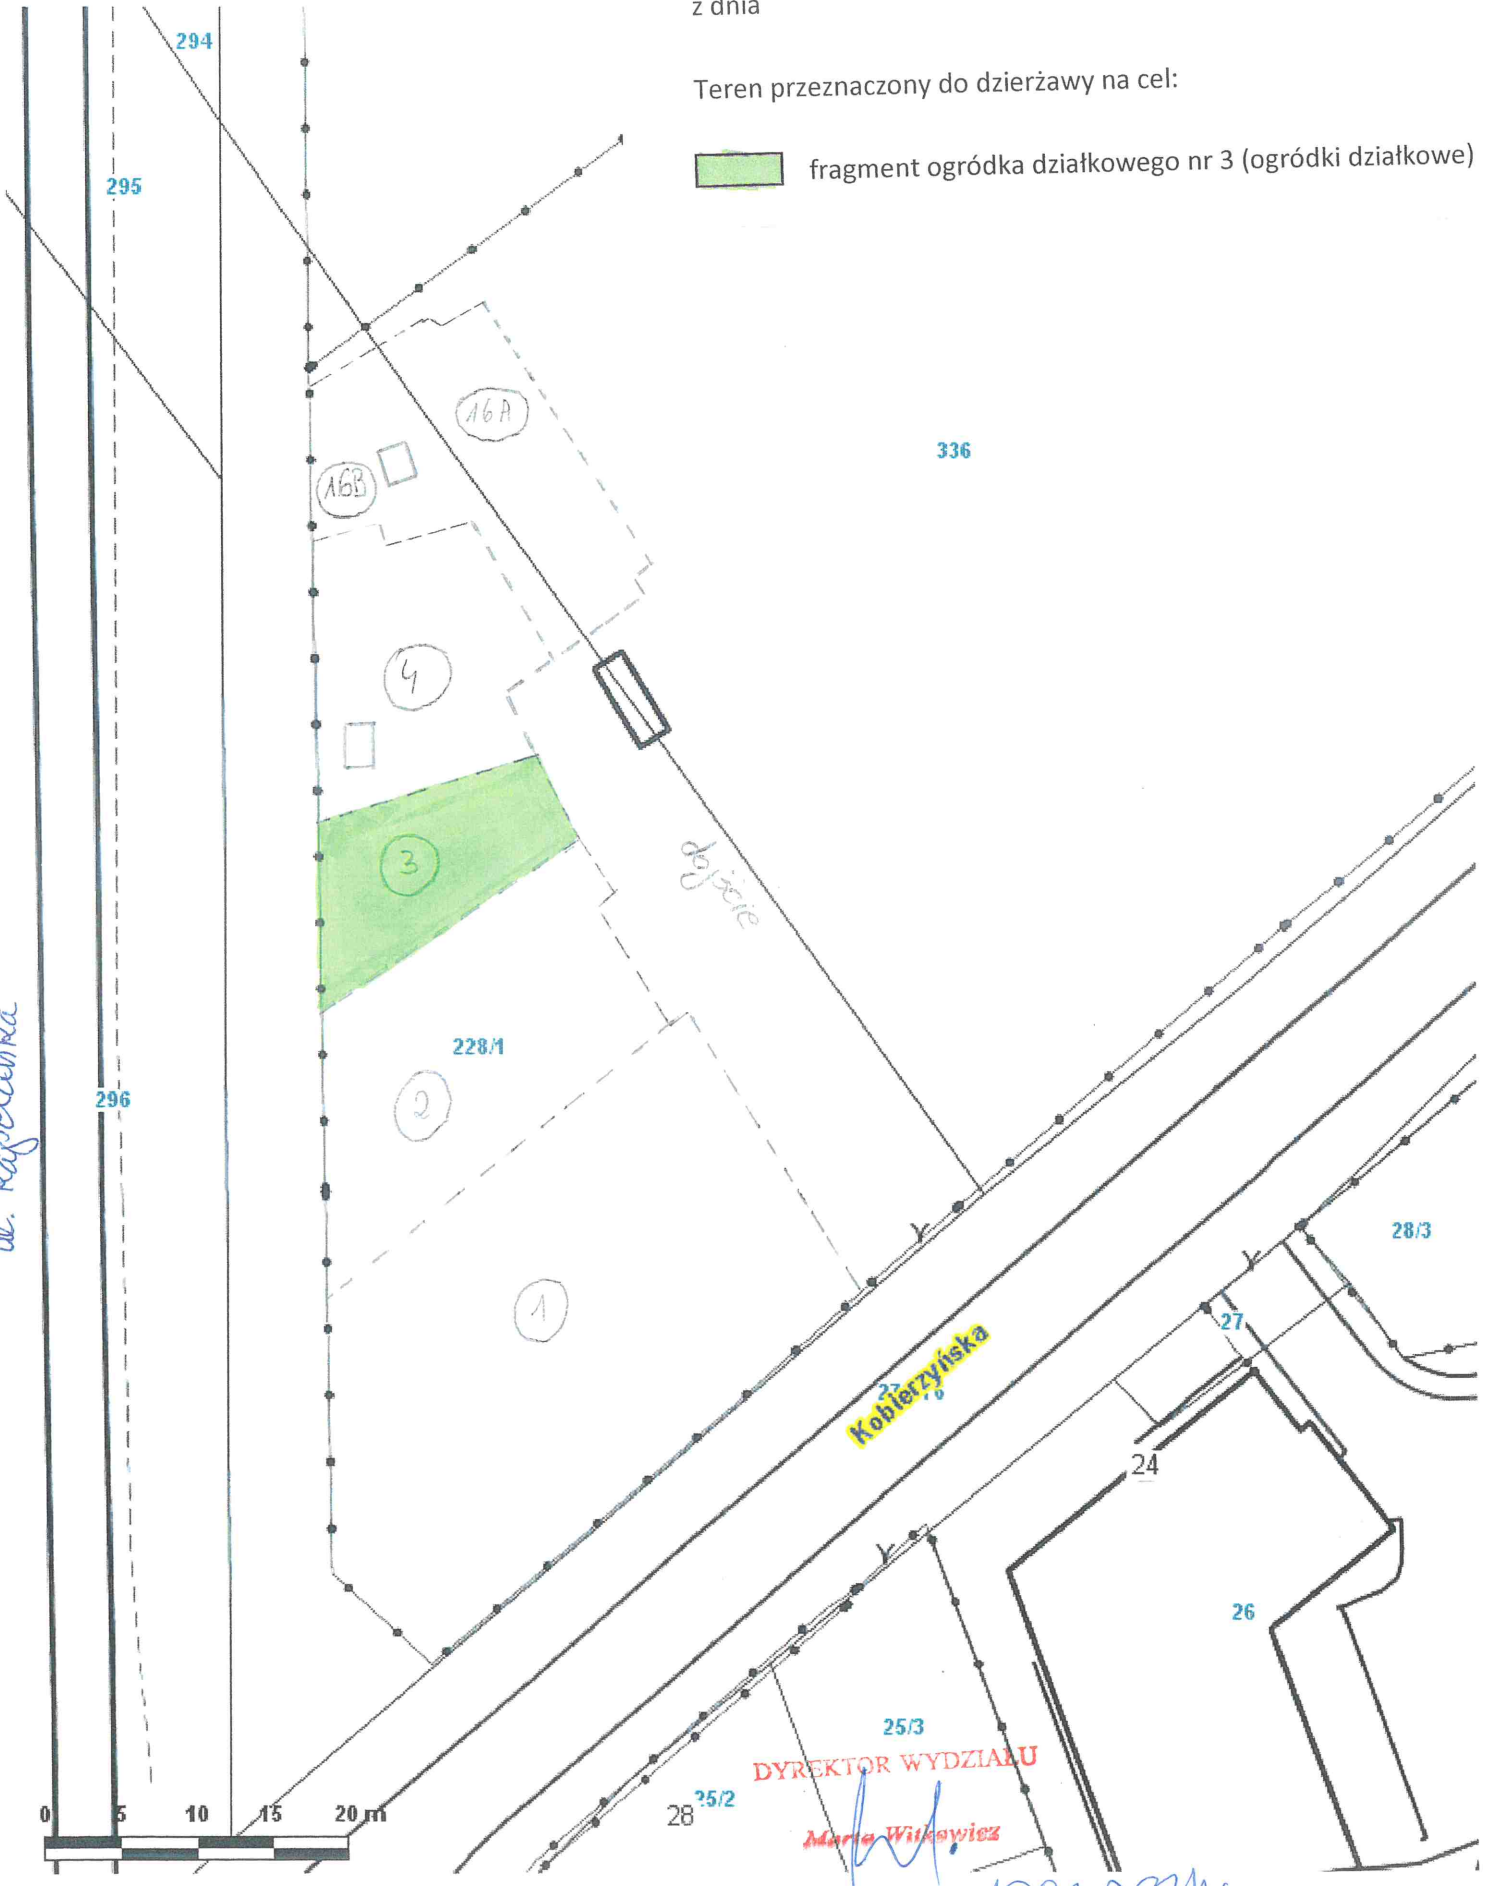 z dnia
Teren przeznaczony do dzierżawy na cel:
fragment ogródka działkowego nr 3 (ogródki działkowe)
294
295
336
16A
16B
4
3
dojście
228/1
2
296
1
28/3
27
Kobierzyńska
24
26
25/3
DYREKTOR WYDZIAŁU
25/2
28
Marta Witkowicz
0 5 10 15 20 m